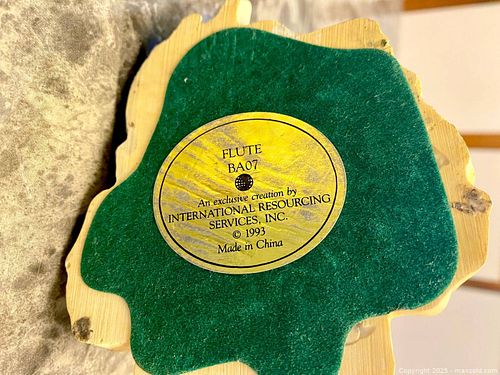 FLUTE
BA07
An exclusive creation by
INTERNATIONAL RESOURCING
SERVICES, INC.
© 1993
Made in China
Copyright 2025 - maxsold.com